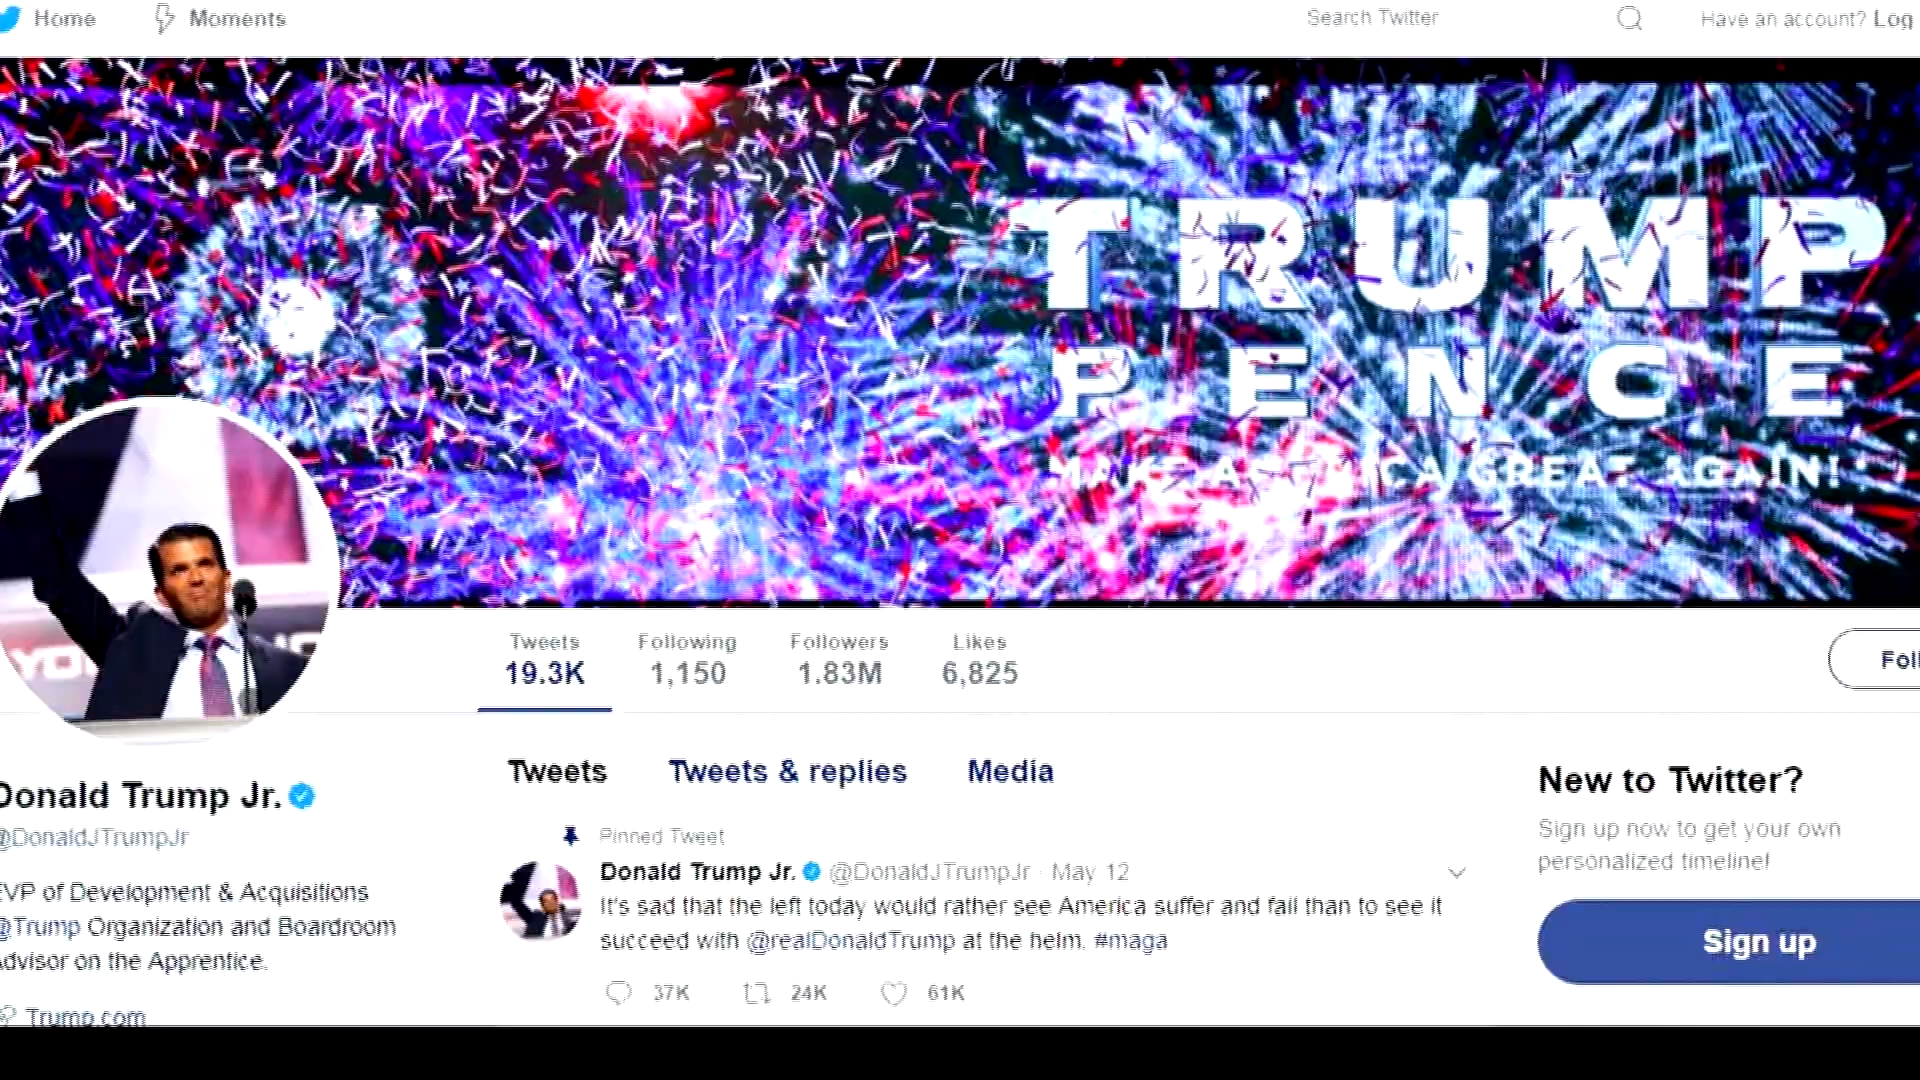 Home
Moments
Search Twitter
Have an account? Log
TRUMP
PENCE
GREAT AGAIN!
YOU
Tweets
Following
Followers
Likes
19.3K
1,150
1.83M
6,825
Tweets
Tweets & replies
Media
New to Twitter?
Sign up now to get your own
personalized timeline!
Sign up
Donald Trump Jr.
@DonaldJTrumpJr
EVP of Development & Acquisitions
@Trump Organization and Boardroom
Advisor on the Apprentice.
Trump.com
Pinned Tweet
Donald Trump Jr. @DonaldJTrumpJr · May 12
It's sad that the left today would rather see America suffer and fail than to see it
succeed with @realDonaldTrump at the helm. #maga
37K
24K
61K